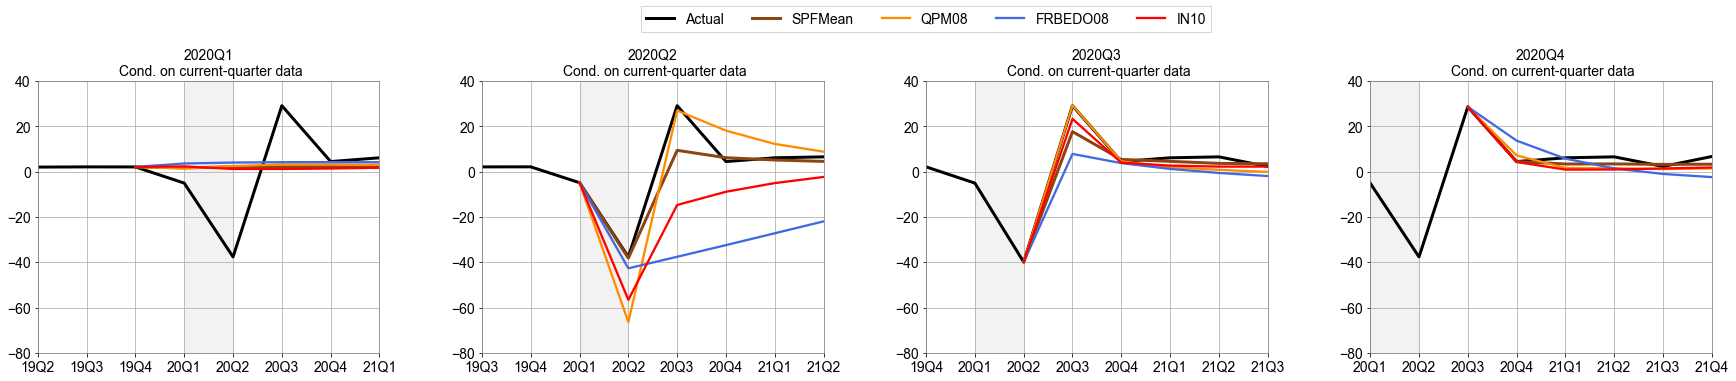 Actual SPFMean QPM08 FRBEDO08 IN10
2020Q1
Cond. on current-quarter data
40
20
0
−20
−40
−60
−80
19Q2 19Q3 19Q4 20Q1 20Q2 20Q3 20Q4 21Q1
2020Q2
Cond. on current-quarter data
40
20
0
−20
−40
−60
−80
19Q3 19Q4 20Q1 20Q2 20Q3 20Q4 21Q1 21Q2
2020Q3
Cond. on current-quarter data
40
20
0
−20
−40
−60
−80
19Q4 20Q1 20Q2 20Q3 20Q4 21Q1 21Q2 21Q3
2020Q4
Cond. on current-quarter data
40
20
0
−20
−40
−60
−80
20Q1 20Q2 20Q3 20Q4 21Q1 21Q2 21Q3 21Q4